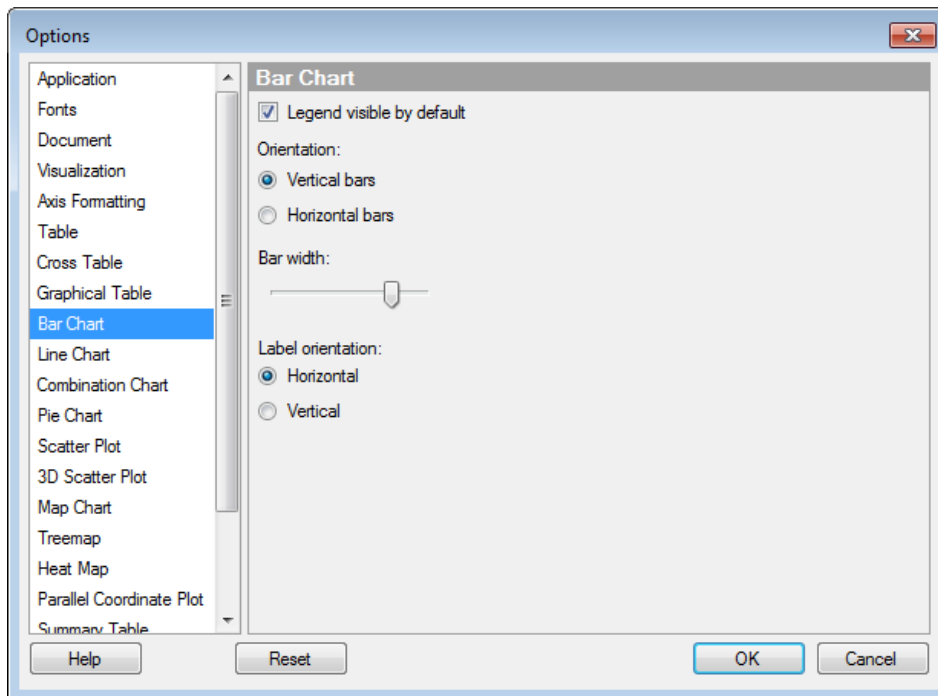 Options
Application
Fonts
Document
Visualization
Axis Formatting
Table
Cross Table
Graphical Table
Bar Chart
Line Chart
Combination Chart
Pie Chart
Scatter Plot
3D Scatter Plot
Map Chart
Treemap
Heat Map
Parallel Coordinate Plot
Summary Table
Bar Chart
Legend visible by default
Orientation:
Vertical bars
Horizontal bars
Bar width:
Label orientation:
Horizontal
Vertical
Help
Reset
OK
Cancel